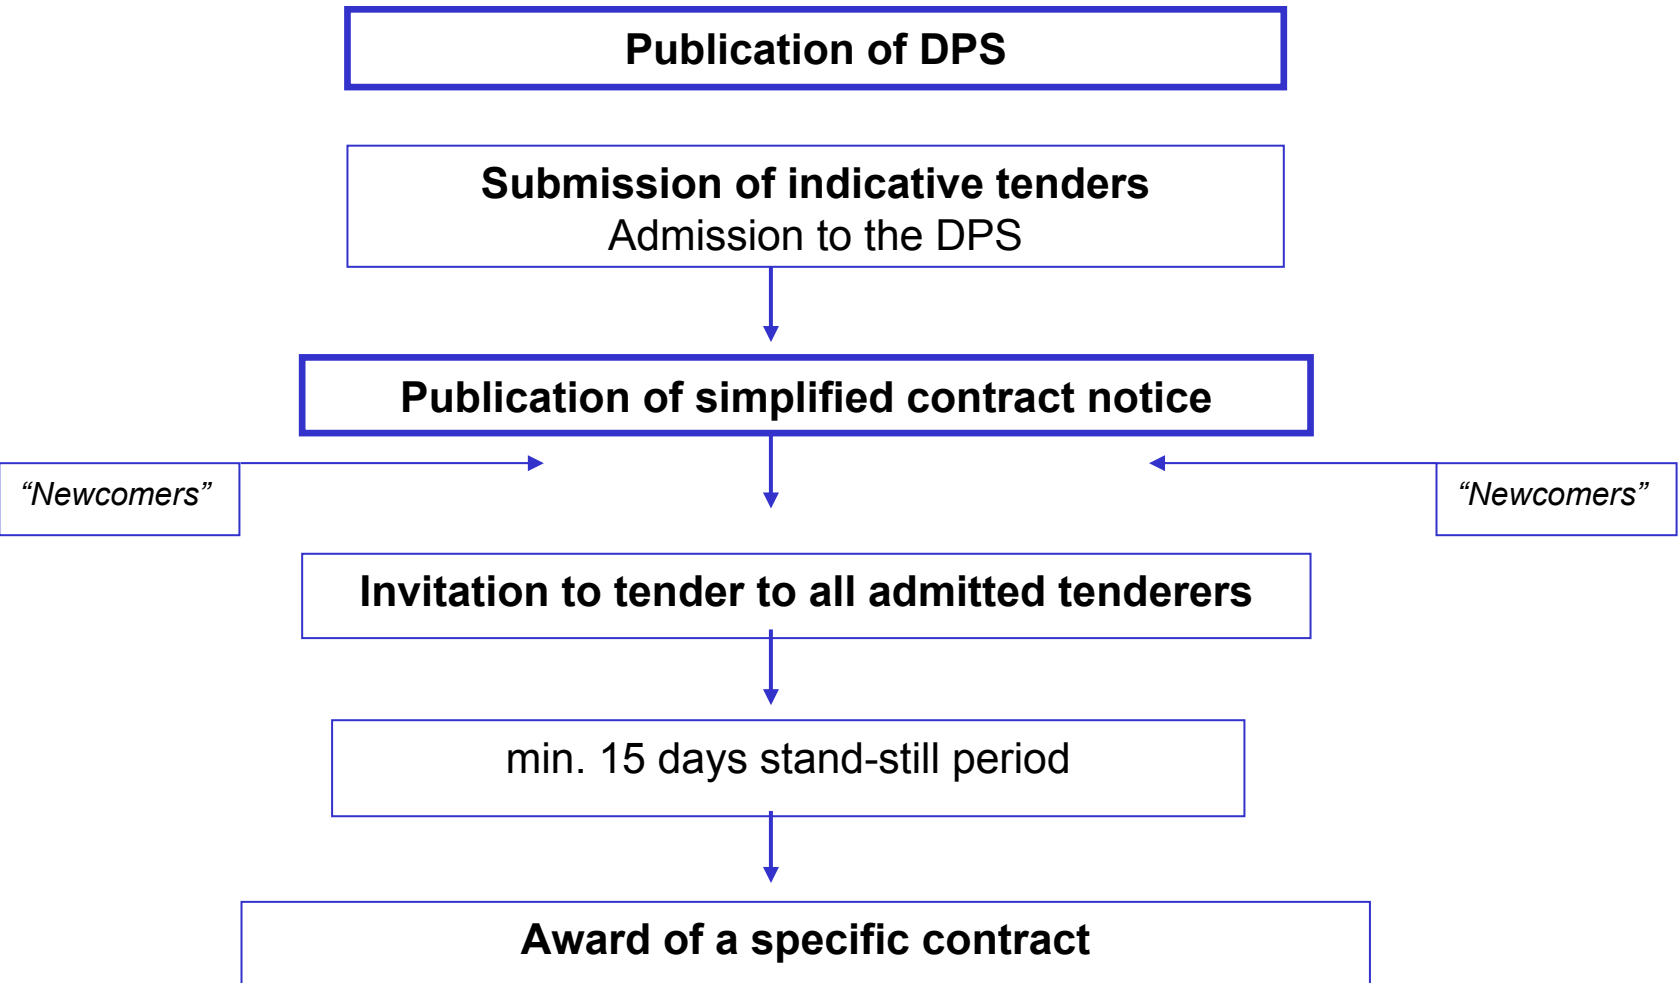 Publication of DPS
Submission of indicative tenders
Admission to the DPS
Publication of simplified contract notice
“Newcomers”
“Newcomers”
Invitation to tender to all admitted tenderers
min. 15 days stand-still period
Award of a specific contract